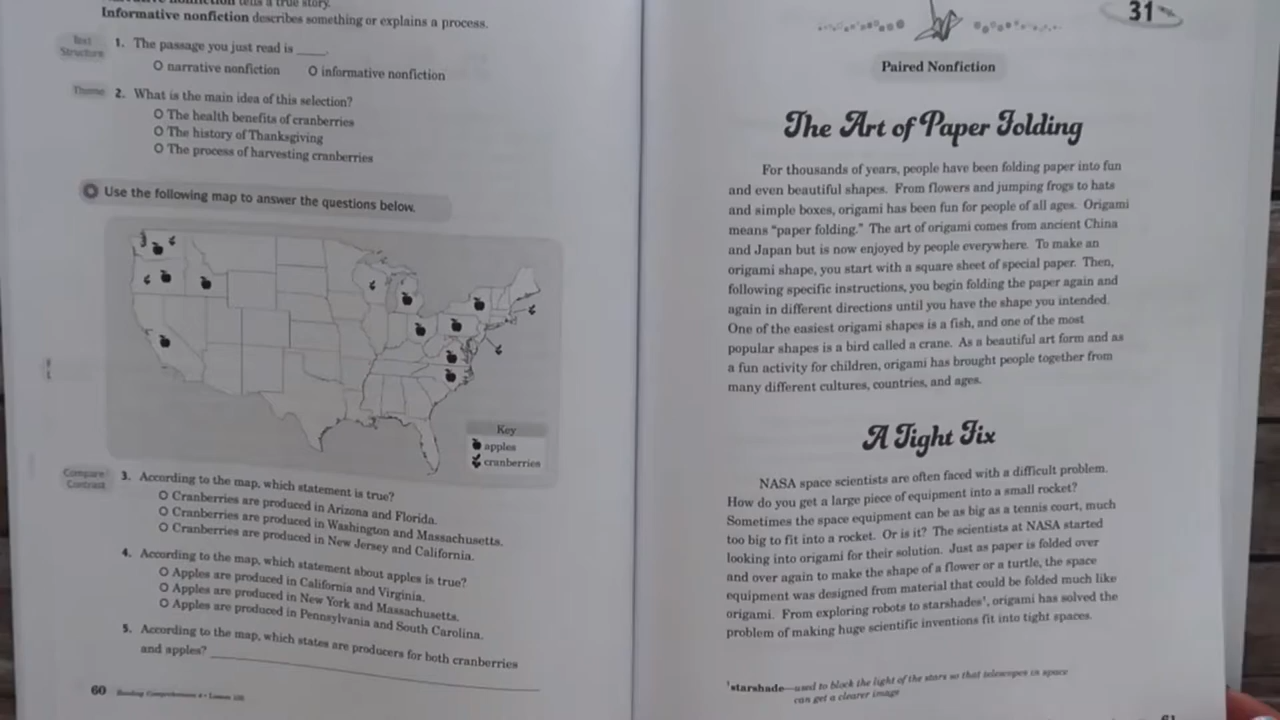 Informative nonfiction describes something or explains a process.
Text
Structure
1. The passage you just read is ____.
O narrative nonfiction O informative nonfiction
Theme
2. What is the main idea of this selection?
O The health benefits of cranberries
O The history of Thanksgiving
O The process of harvesting cranberries
Use the following map to answer the questions below.
Key
apples
cranberries
Compare/
Contrast
3. According to the map, which statement is true?
O Cranberries are produced in Arizona and Florida.
O Cranberries are produced in Washington and Massachusetts.
O Cranberries are produced in New Jersey and California.
4. According to the map, which statement about apples is true?
O Apples are produced in California and Virginia.
O Apples are produced in New York and Massachusetts.
O Apples are produced in Pennsylvania and South Carolina.
5. According to the map, which states are producers for both cranberries
and apples? ____
60 Reading Comprehension 4 • Lesson
31
Paired Nonfiction
The Art of Paper Folding
For thousands of years, people have been folding paper into fun
and even beautiful shapes. From flowers and jumping frogs to hats
and simple boxes, origami has been fun for people of all ages. Origami
means “paper folding.” The art of origami comes from ancient China
and Japan but is now enjoyed by people everywhere. To make an
origami shape, you start with a square sheet of special paper. Then,
following specific instructions, you begin folding the paper again and
again in different directions until you have the shape you intended.
One of the easiest origami shapes is a fish, and one of the most
popular shapes is a bird called a crane. As a beautiful art form and as
a fun activity for children, origami has brought people together from
many different cultures, countries, and ages.
A Tight Fix
NASA space scientists are often faced with a difficult problem.
How do you get a large piece of equipment into a small rocket?
Sometimes the space equipment can be as big as a tennis court, much
too big to fit into a rocket. Or is it? The scientists at NASA started
looking into origami for their solution. Just as paper is folded over
and over again to make the shape of a flower or a turtle, the space
equipment was designed from material that could be folded much like
origami. From exploring robots to starshades¹, origami has solved the
problem of making huge scientific inventions fit into tight spaces.
¹starshade—used to block the light of the stars so that telescopes in space
can get a clearer image